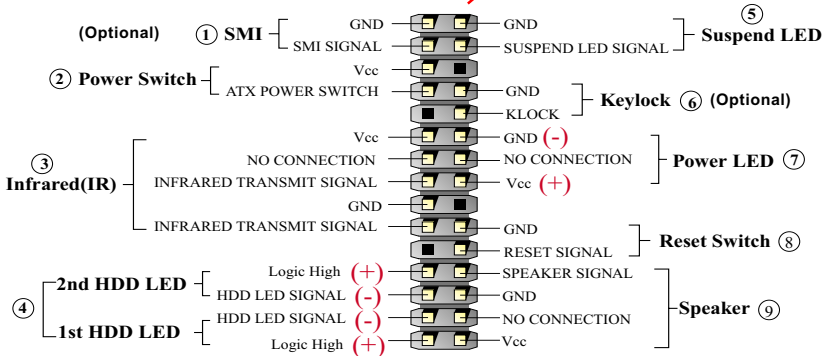 (Optional) ① SMI
GND
SMI SIGNAL
② Power Switch
Vcc
ATX POWER SWITCH
③
Infrared(IR)
Vcc
NO CONNECTION
INFRARED TRANSMIT SIGNAL
GND
INFRARED TRANSMIT SIGNAL
④
2nd HDD LED
Logic High (+)
HDD LED SIGNAL (-)
1st HDD LED
HDD LED SIGNAL (-)
Logic High (+)
⑤
Suspend LED
GND
SUSPEND LED SIGNAL
GND
KLOCK
Keylock ⑥ (Optional)
GND (-)
NO CONNECTION
Vcc (+)
Power LED ⑦
GND
RESET SIGNAL
Reset Switch ⑧
SPEAKER SIGNAL
GND
NO CONNECTION
Vcc
Speaker ⑨